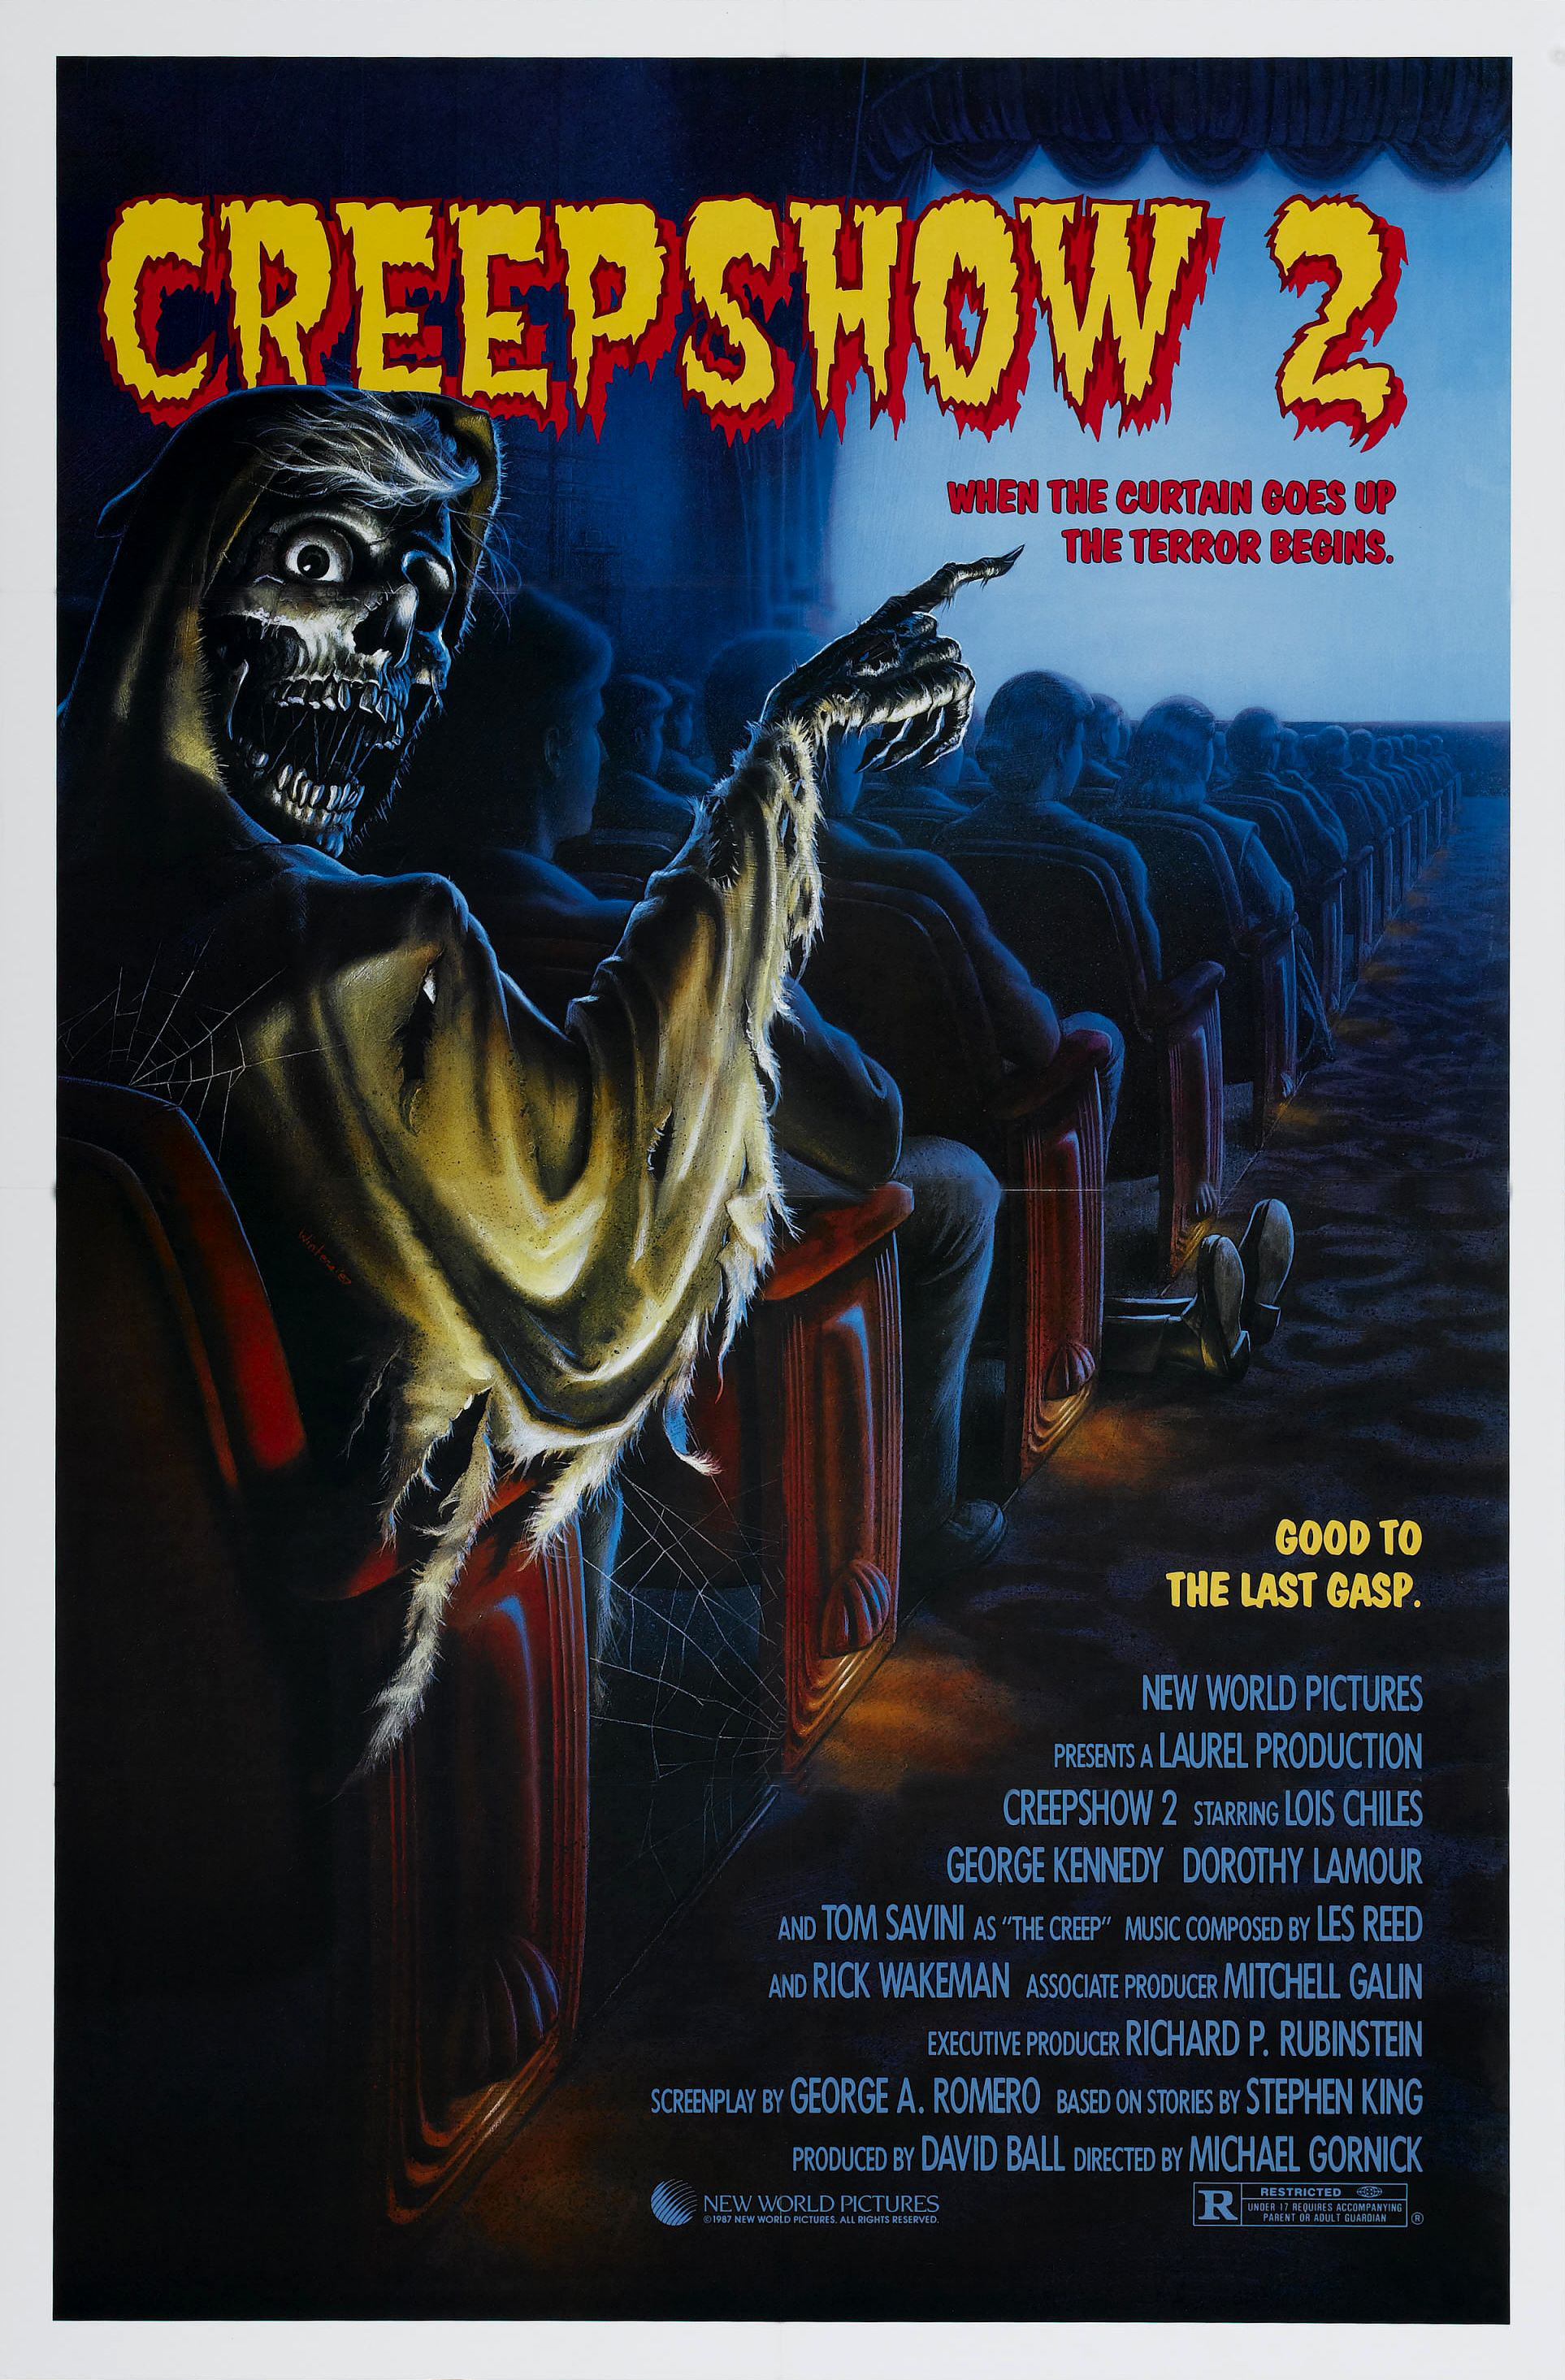 CREEPSHOW 2
WHEN THE CURTAIN GOES UP
THE TERROR BEGINS.
Winters '87
GOOD TO
THE LAST GASP.
NEW WORLD PICTURES
PRESENTS A LAUREL PRODUCTION
CREEPSHOW 2 STARRING LOIS CHILES
GEORGE KENNEDY DOROTHY LAMOUR
AND TOM SAVINI AS "THE CREEP" MUSIC COMPOSED BY LES REED
AND RICK WAKEMAN ASSOCIATE PRODUCER MITCHELL GALIN
EXECUTIVE PRODUCER RICHARD P. RUBINSTEIN
SCREENPLAY BY GEORGE A. ROMERO BASED ON STORIES BY STEPHEN KING
PRODUCED BY DAVID BALL DIRECTED BY MICHAEL GORNICK
NEW WORLD PICTURES
©1987 NEW WORLD PICTURES. ALL RIGHTS RESERVED.
R RESTRICTED
UNDER 17 REQUIRES ACCOMPANYING
PARENT OR ADULT GUARDIAN ®